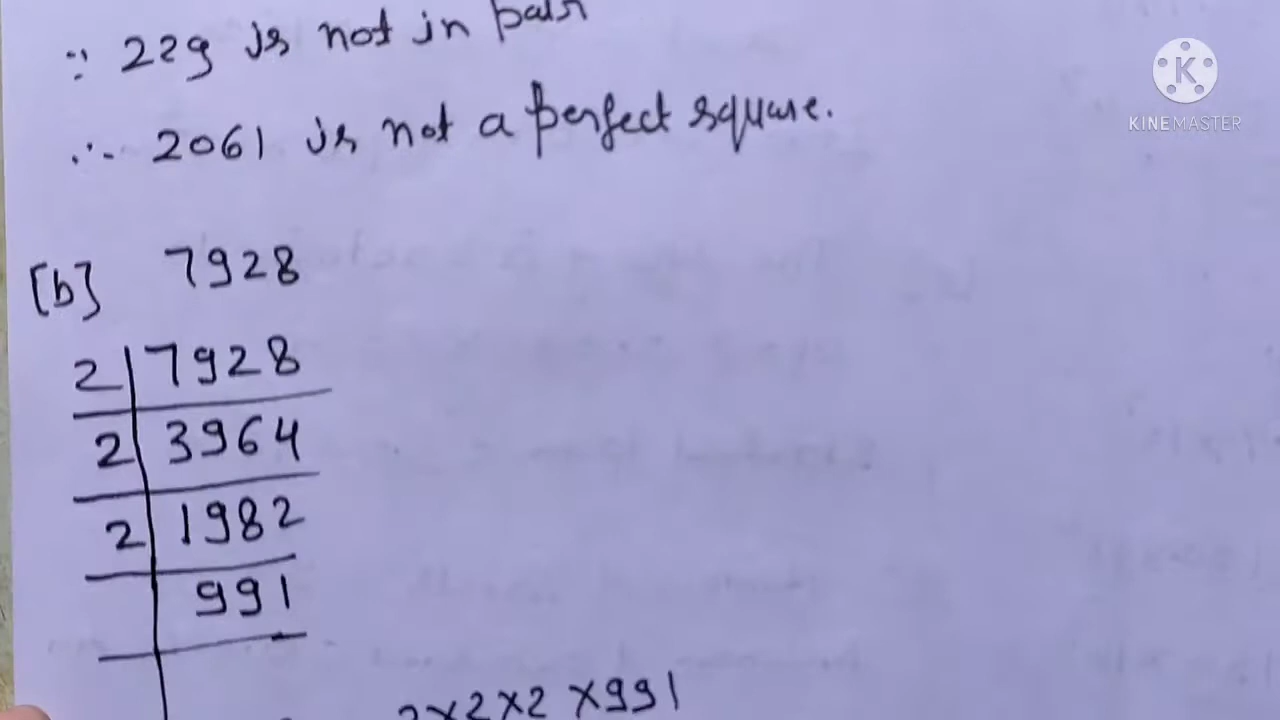 ∵ 229 is not in pair
∴ 2061 is not a perfect square.
K
KINEMASTER
[b] 7928
2 | 7928
2 | 3964
2 | 1982
991
2×2×2×991